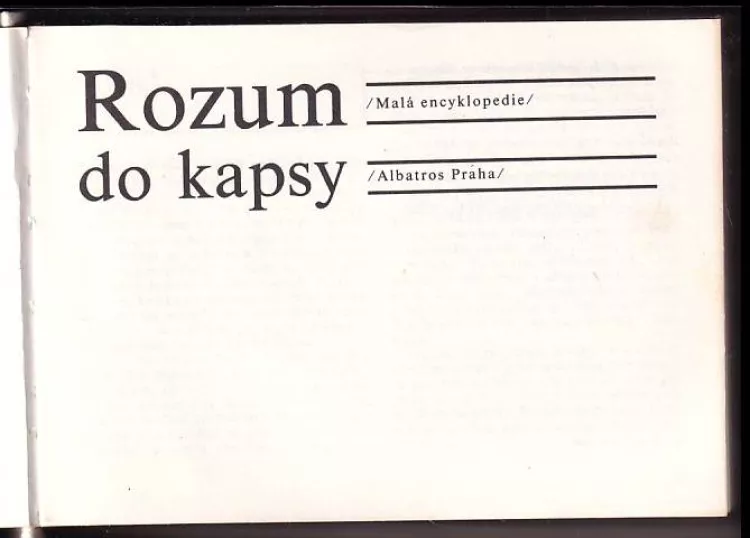 Rozum
/Malá encyklopedie/
do kapsy
/Albatros Praha/